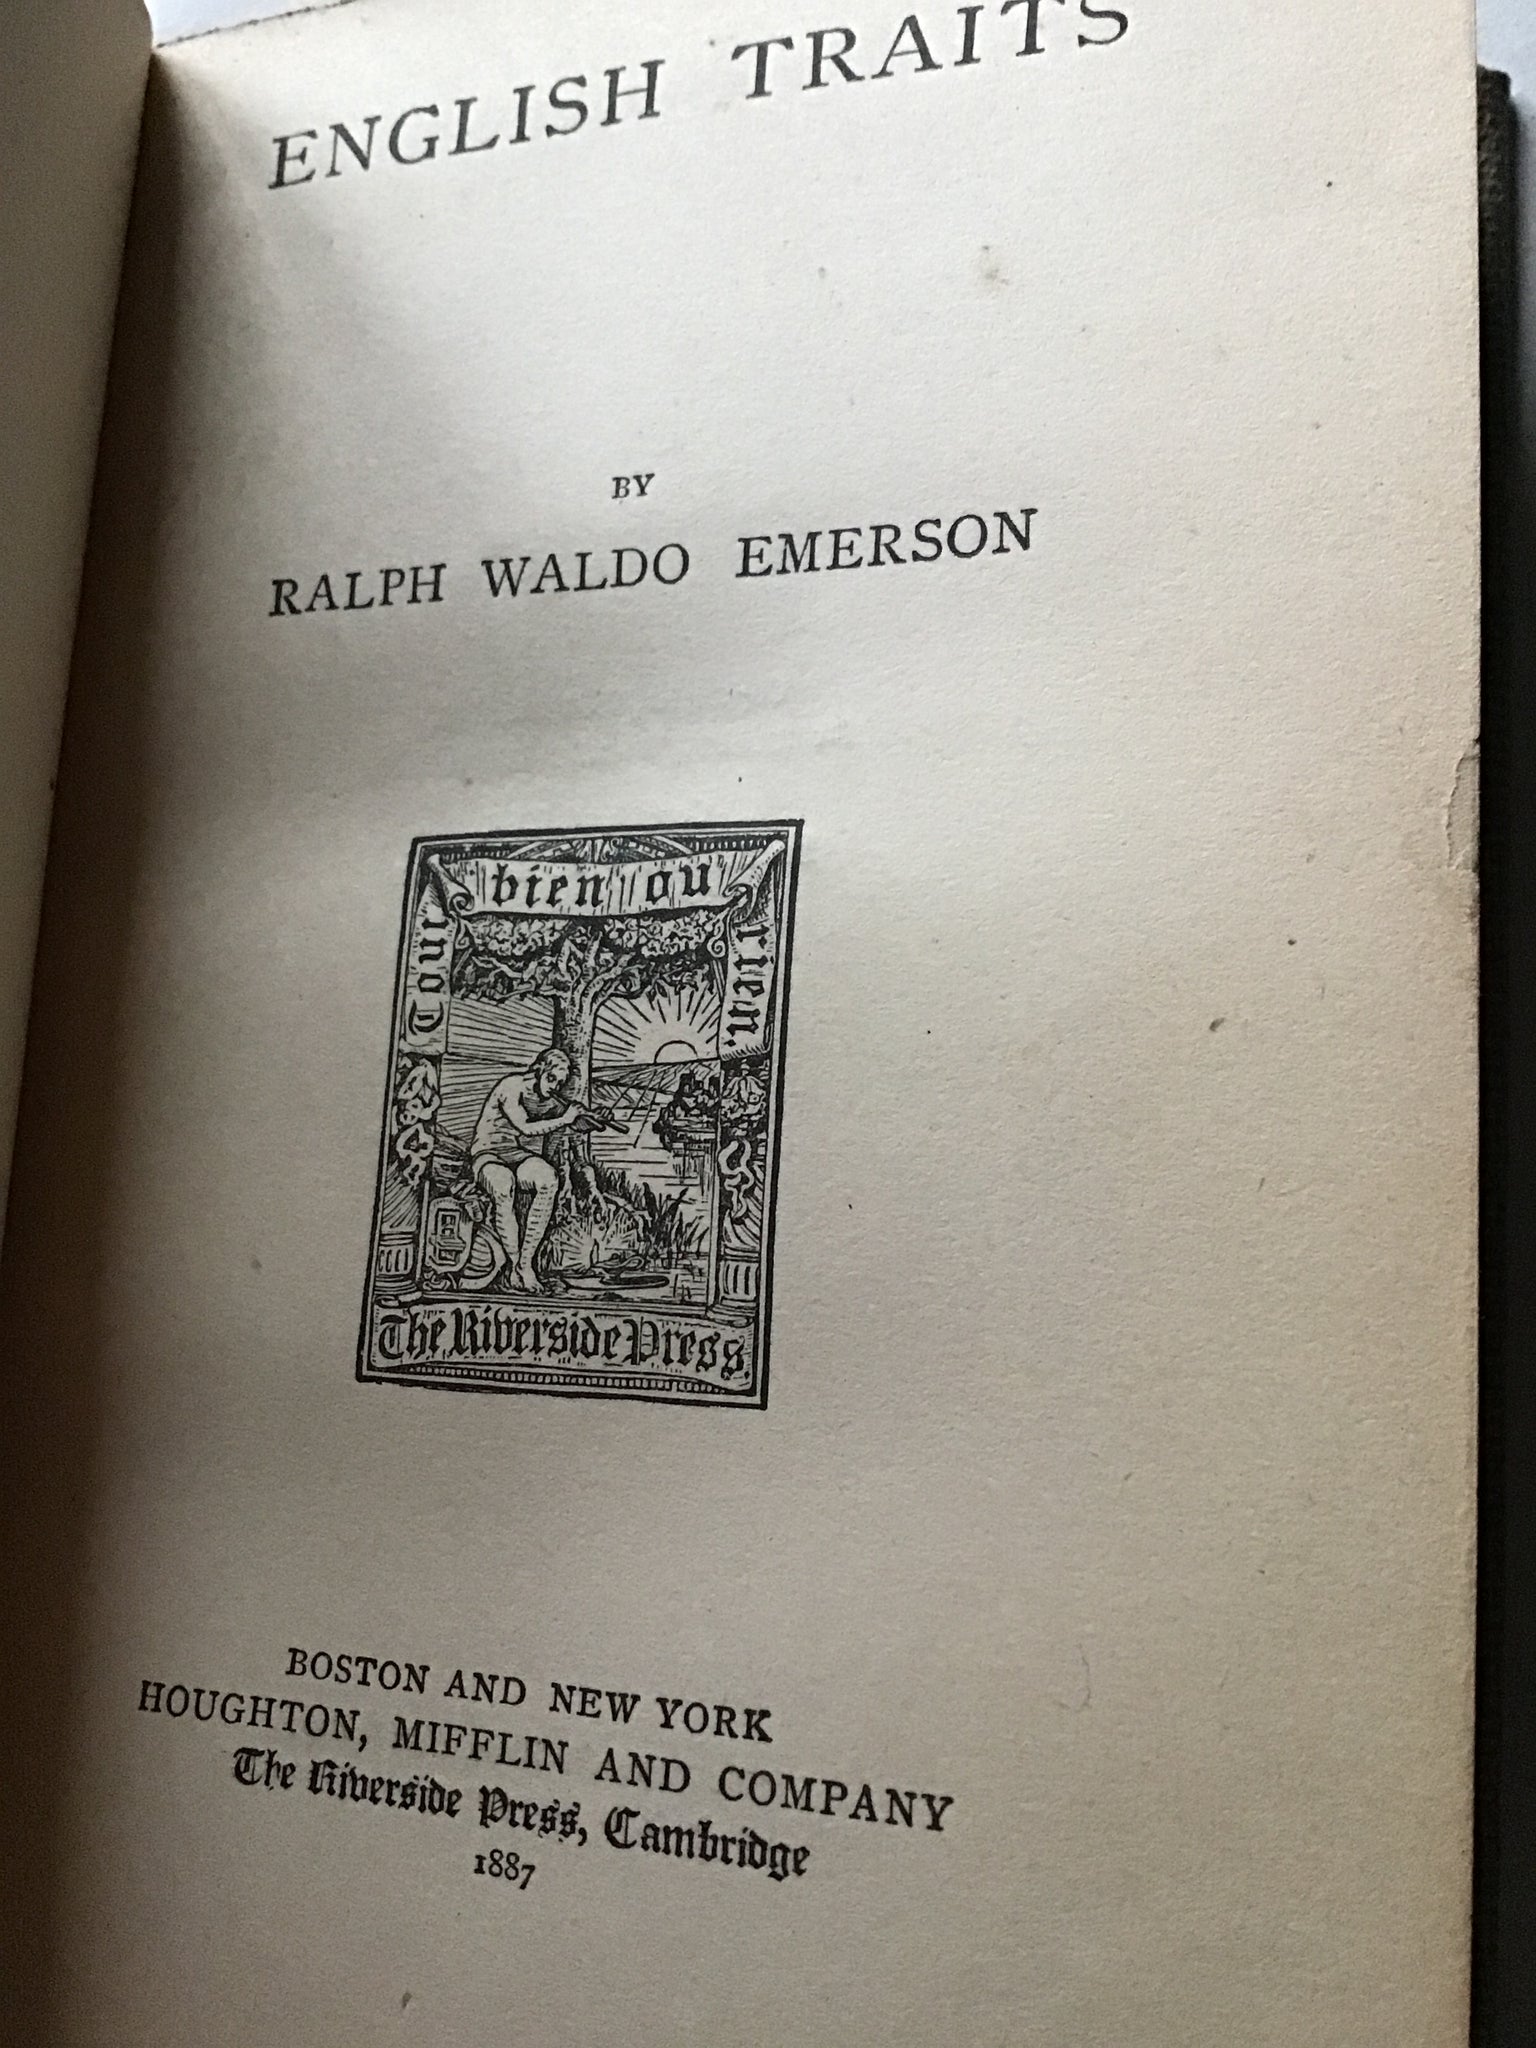 ENGLISH TRAITS
BY
RALPH WALDO EMERSON
Tout bien ou rien.
The Riverside Press.
BOSTON AND NEW YORK
HOUGHTON, MIFFLIN AND COMPANY
The Riverside Press, Cambridge
1887